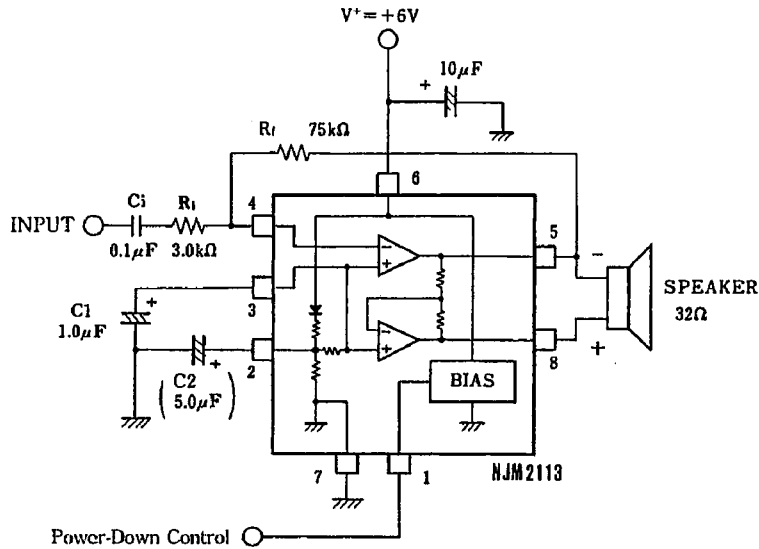 V⁺=+6V
10μF
+
Rf 75kΩ
6
Ci
Ri
4
5
INPUT
0.1μF
3.0kΩ
−
−
+
SPEAKER
32Ω
3
C1
+
1.0μF
C2
(5.0μF)
+
2
−
+
8
+
BIAS
7
1
NJM2113
Power-Down Control